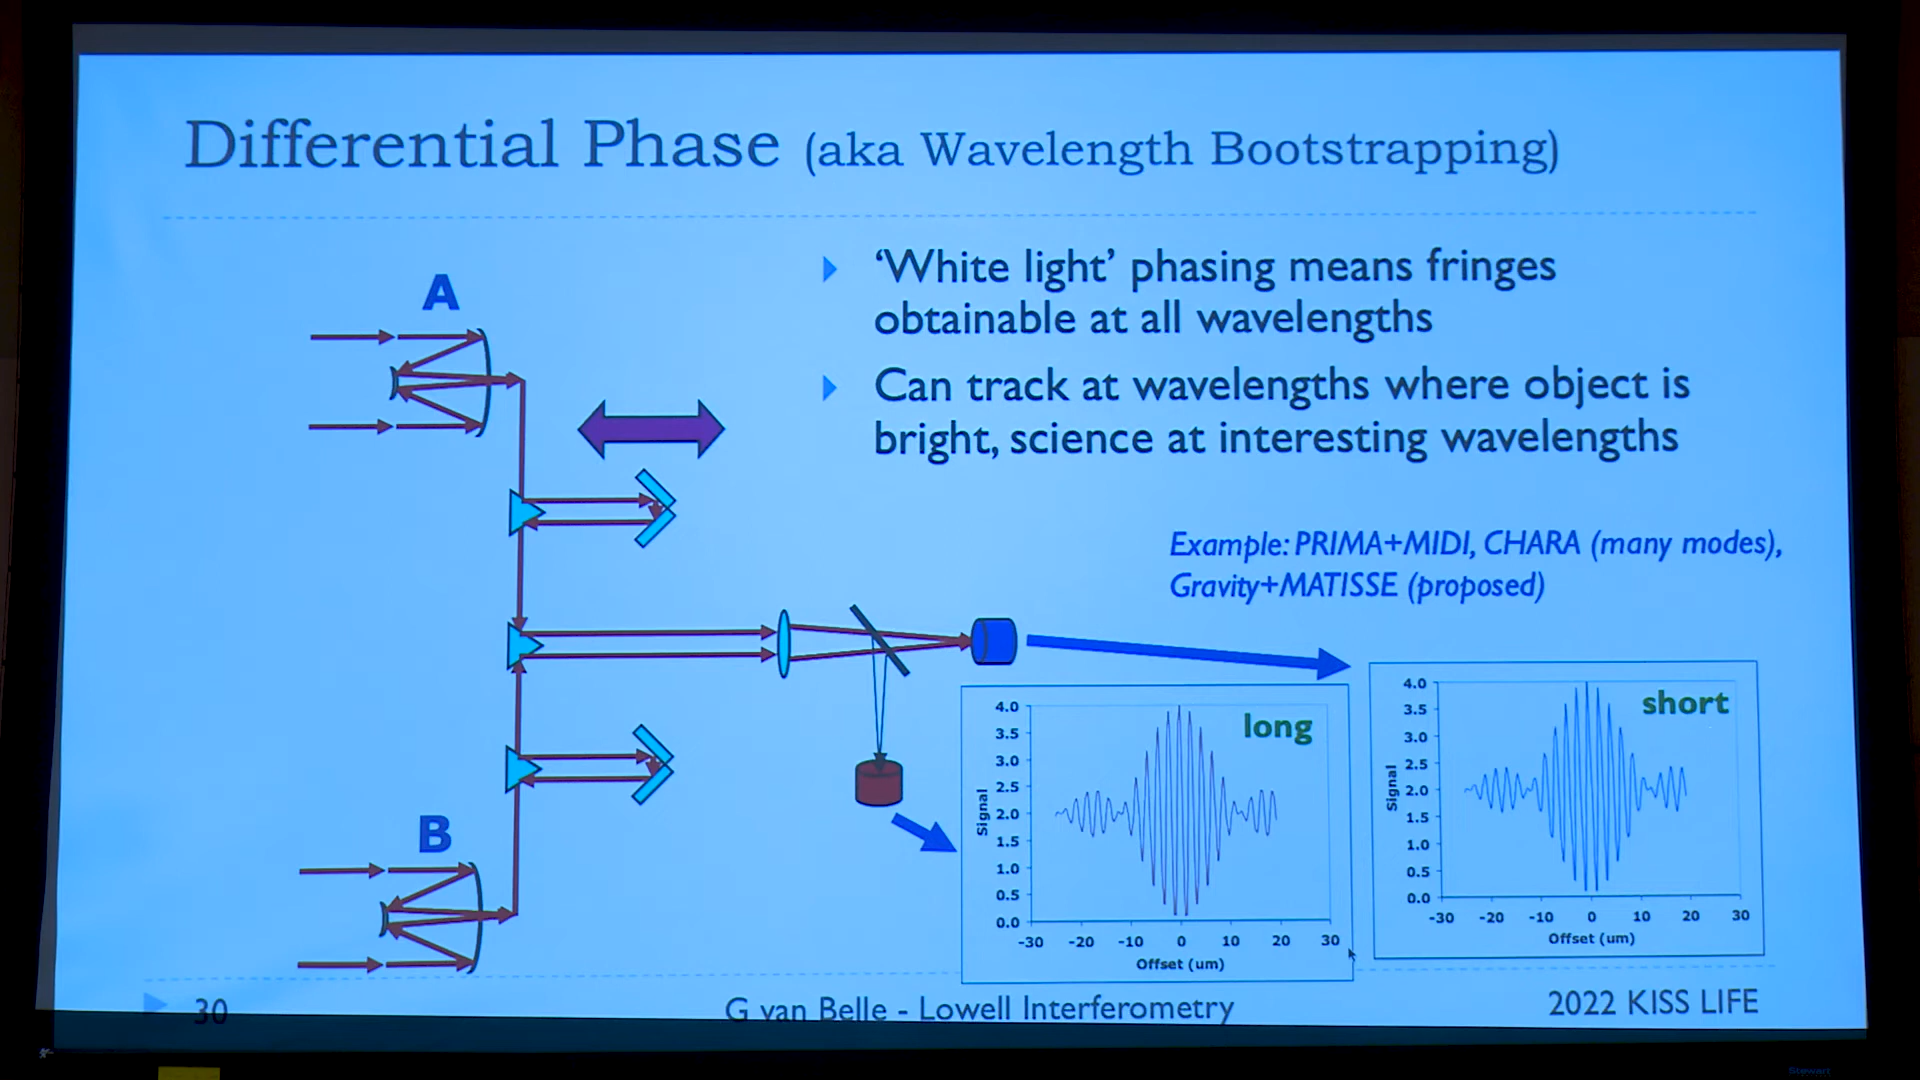 Differential Phase (aka Wavelength Bootstrapping)
A
‘White light’ phasing means fringes
obtainable at all wavelengths
Can track at wavelengths where object is
bright, science at interesting wavelengths
Example: PRIMA+MIDI, CHARA (many modes),
Gravity+MATISSE (proposed)
B
long
4.0
3.5
3.0
2.5
2.0
1.5
1.0
0.5
0.0
Signal
-30 -20 -10 0 10 20 30
Offset (um)
short
4.0
3.5
3.0
2.5
2.0
1.5
1.0
0.5
0.0
Signal
-30 -20 -10 0 10 20 30
Offset (um)
30
G van Belle - Lowell Interferometry
2022 KISS LIFE
Stewart